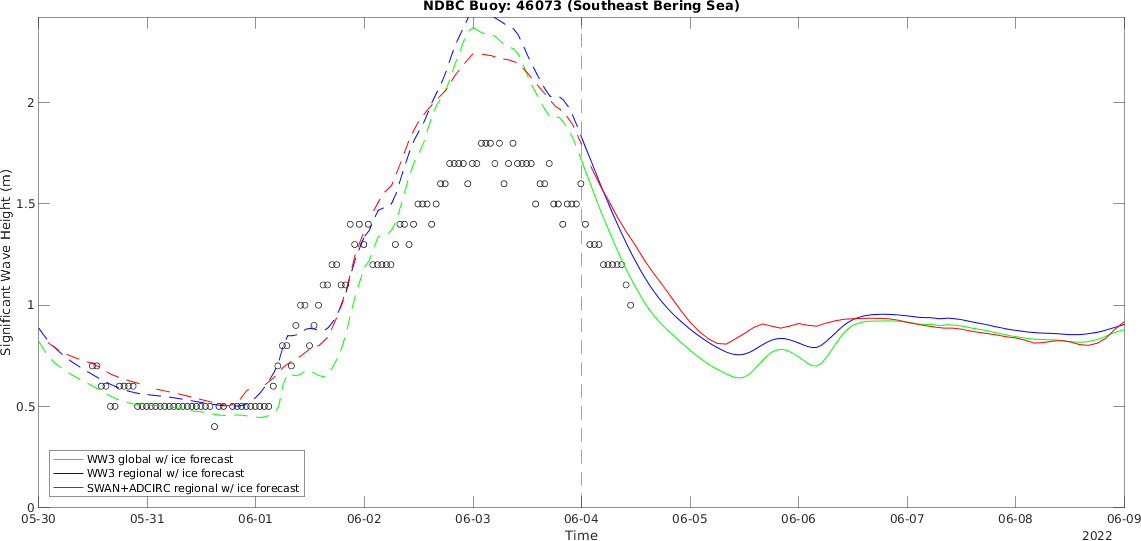 NDBC Buoy: 46073 (Southeast Bering Sea)
Significant Wave Height (m)
2
1.5
1
0.5
0
WW3 global w/ ice forecast
WW3 regional w/ ice forecast
SWAN+ADCIRC regional w/ ice forecast
05-30 05-31 06-01 06-02 06-03 06-04 06-05 06-06 06-07 06-08 06-09
Time
2022